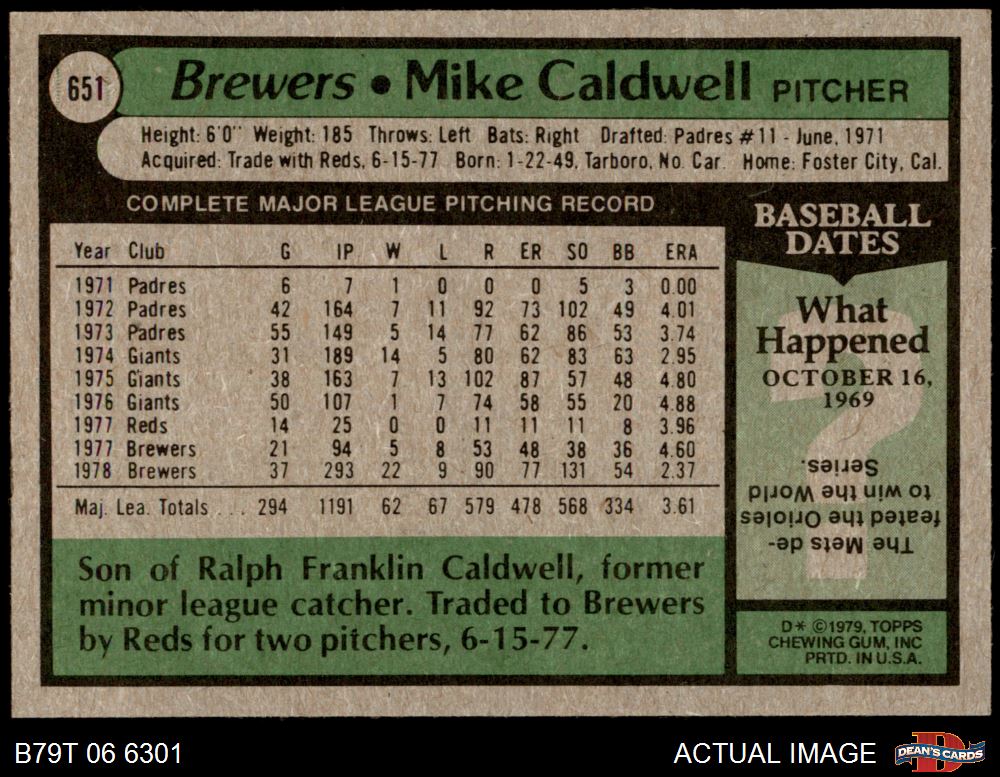 651
Brewers • Mike Caldwell PITCHER
Height: 6'0" Weight: 185 Throws: Left Bats: Right Drafted: Padres #11 - June, 1971
Acquired: Trade with Reds, 6-15-77 Born: 1-22-49, Tarboro, No. Car. Home: Foster City, Cal.
COMPLETE MAJOR LEAGUE PITCHING RECORD
Year Club G IP W L R ER SO BB ERA
1971 Padres 6 7 1 0 0 0 5 3 0.00
1972 Padres 42 164 7 11 92 73 102 49 4.01
1973 Padres 55 149 5 14 77 62 86 53 3.74
1974 Giants 31 189 14 5 80 62 83 63 2.95
1975 Giants 38 163 7 13 102 87 57 48 4.80
1976 Giants 50 107 1 7 74 58 55 20 4.88
1977 Reds 14 25 0 0 11 11 11 8 3.96
1977 Brewers 21 94 5 8 53 48 38 36 4.60
1978 Brewers 37 293 22 9 90 77 131 54 2.37
Maj. Lea. Totals . . . 294 1191 62 67 579 478 568 334 3.61
Son of Ralph Franklin Caldwell, former
minor league catcher. Traded to Brewers
by Reds for two pitchers, 6-15-77.
BASEBALL
DATES
What
Happened
OCTOBER 16,
1969
The Mets de-
feated the Orioles
to win the World
Series.
D* ©1979, TOPPS
CHEWING GUM, INC
PRTD. IN U.S.A.
B79T 06 6301
ACTUAL IMAGE
D
DEAN'S CARDS